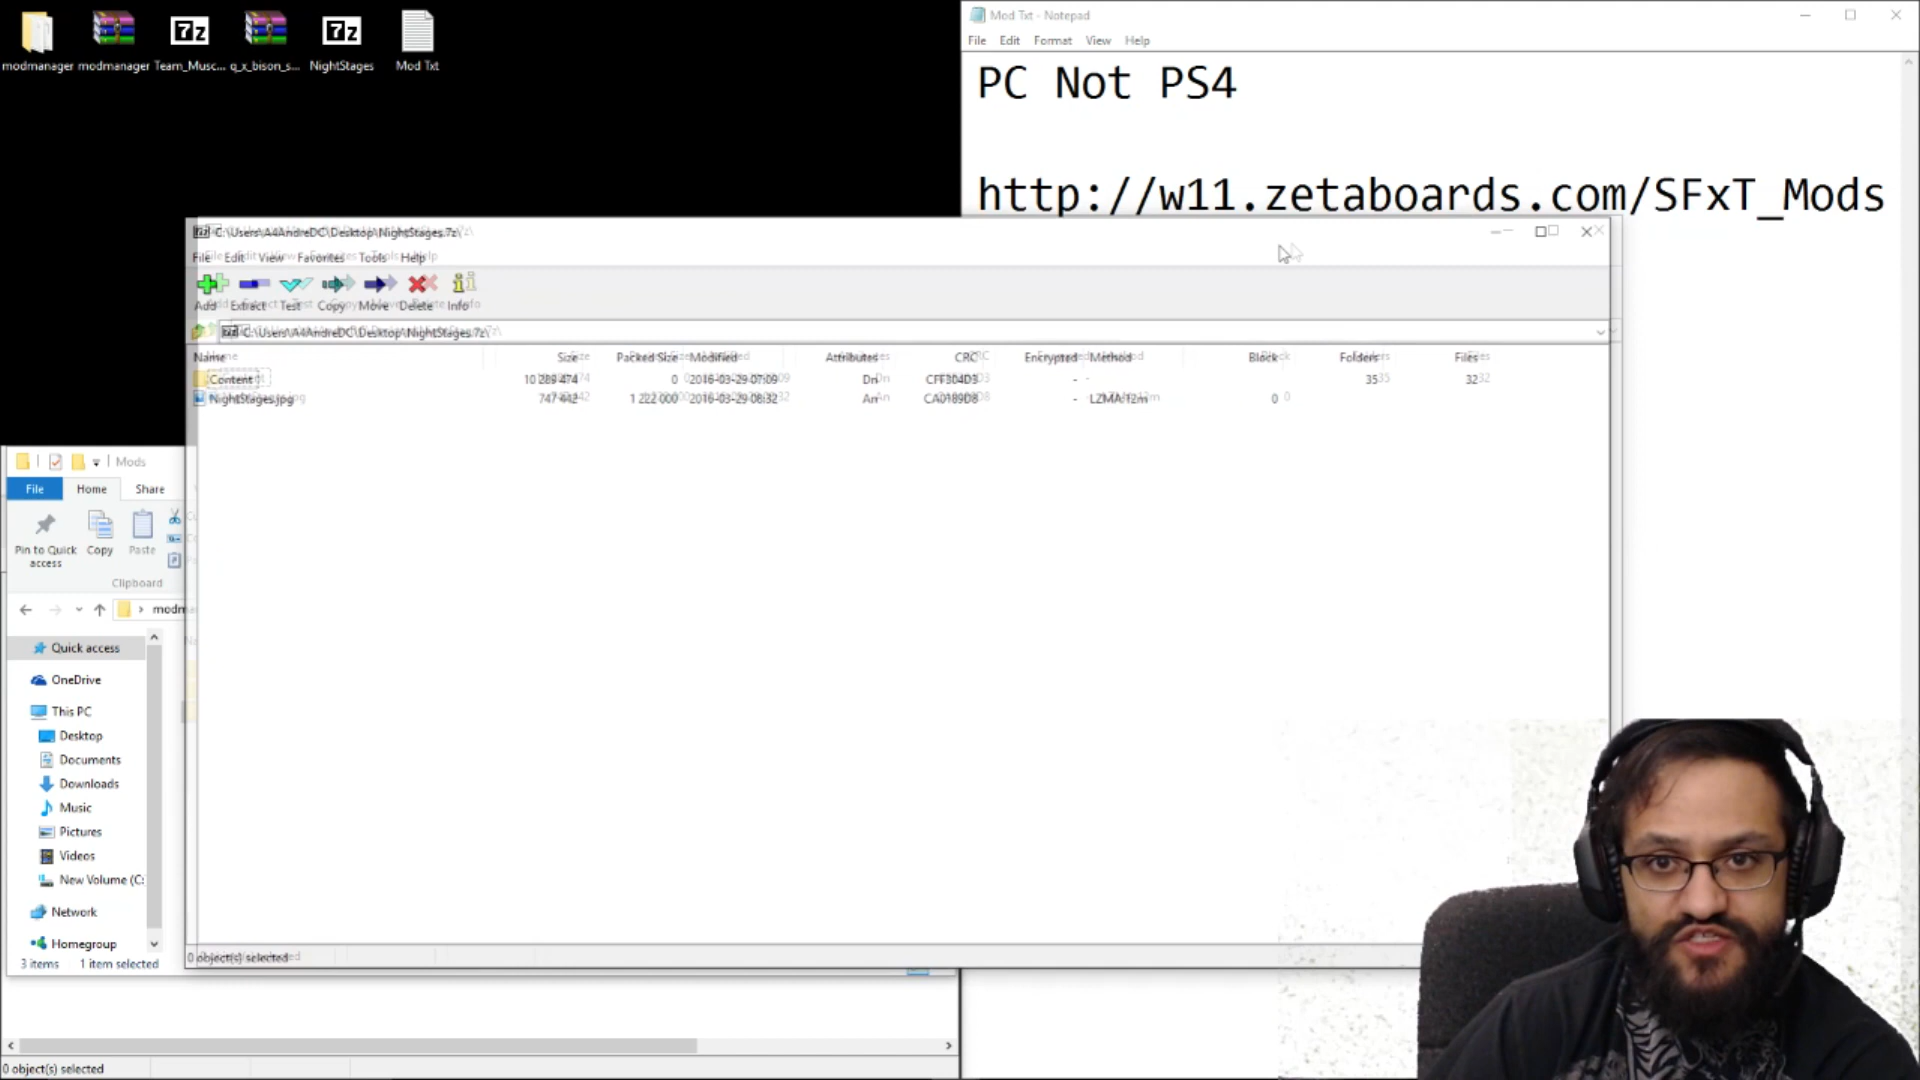 modmanager
modmanager
Team_Musc...
q_x_bison_s...
NightStages
Mod Txt
Mod Txt - Notepad
File Edit Format View Help
PC Not PS4
http://w11.zetaboards.com/SFxT_Mods
C:\Users\A4AndreDC\Desktop\NightStages.7z\
File Edit View Favorites Tools Help
Add Extract Test Copy Move Delete Info
C:\Users\A4AndreDC\Desktop\NightStages.7z\
Name Size Packed Size Modified Attributes CRC Encrypted Method Block Folders Files
Content 10 289 474 0 2016-03-29 07:09 Dn CFF304D3 - 35 32
NightStages.jpg 747 442 1 222 000 2016-03-29 08:32 An CA0189D8 - LZMA:12m 0
0 object(s) selected
Mods
File Home Share
Pin to Quick access
Copy
Paste
Clipboard
Quick access
OneDrive
This PC
Desktop
Documents
Downloads
Music
Pictures
Videos
New Volume (C:
Network
Homegroup
3 items 1 item selected
0 object(s) selected